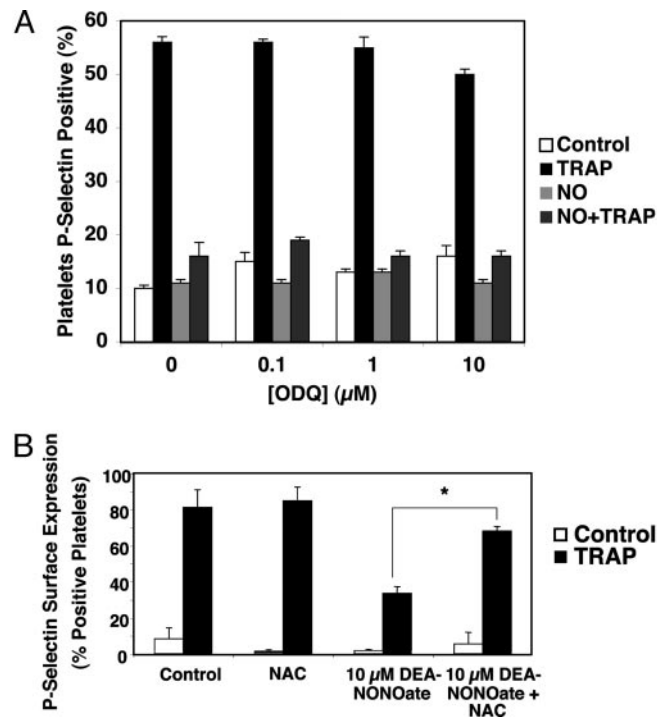 A
Platelets P-Selectin Positive (%)
60
50
40
30
20
10
0
0 0.1 1 10
[ODQ] (µM)
Control
TRAP
NO
NO+TRAP
B
P-Selectin Surface Expression
(% Positive Platelets)
100
80
60
40
20
0
*
Control
TRAP
Control NAC 10 µM DEA- 10 µM DEA-
NONOate NONOate +
NAC